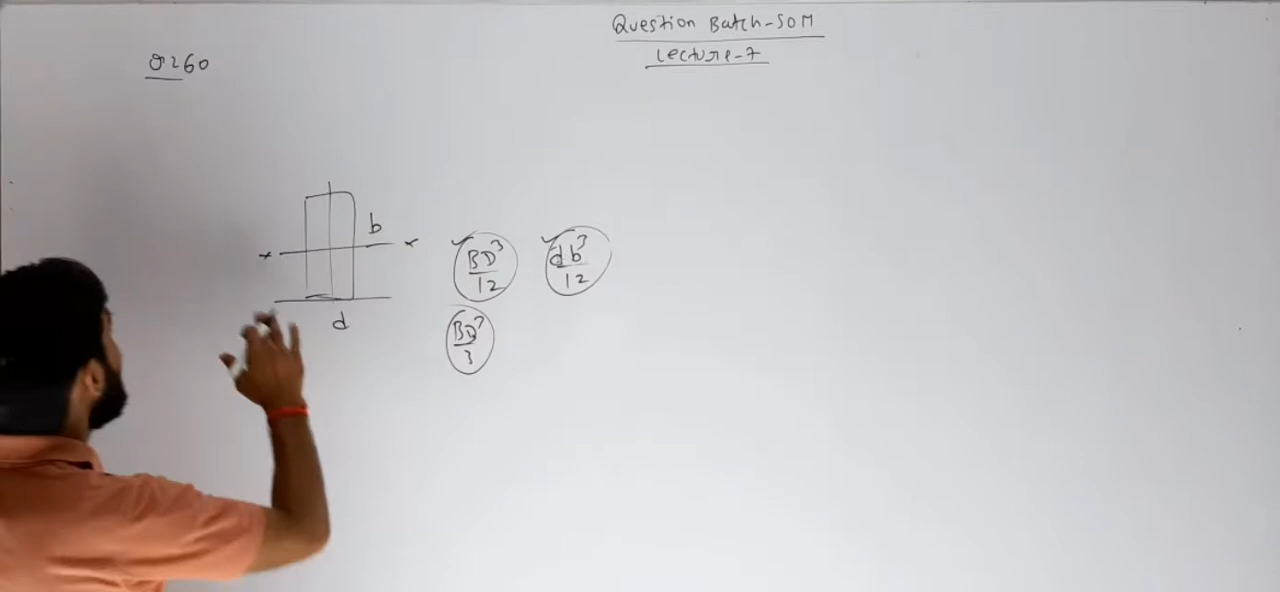 Question Batch-SOM
Lecture-7
Q260
b
x x
BD³/12 db³/12
d
BD³/3